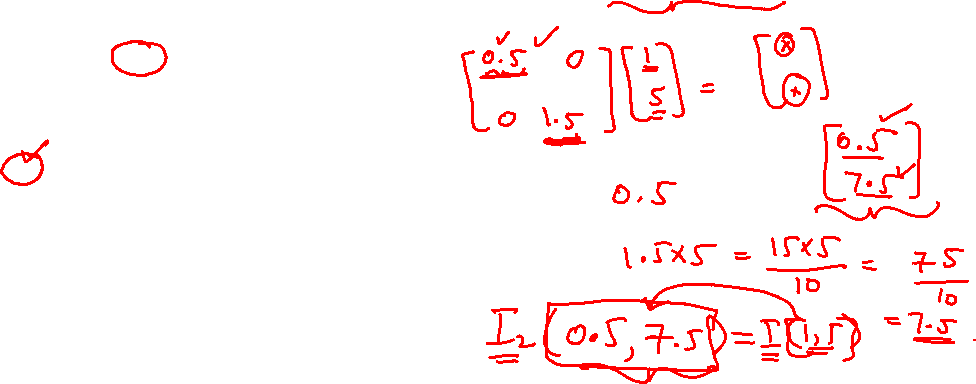 [0.5 0
0 1.5] [1
5] = [x
x]
[0.5
7.5]
0.5
1.5×5 = 15×5/10 = 75/10
= 7.5
I₂(0.5, 7.5) = I(1,5)